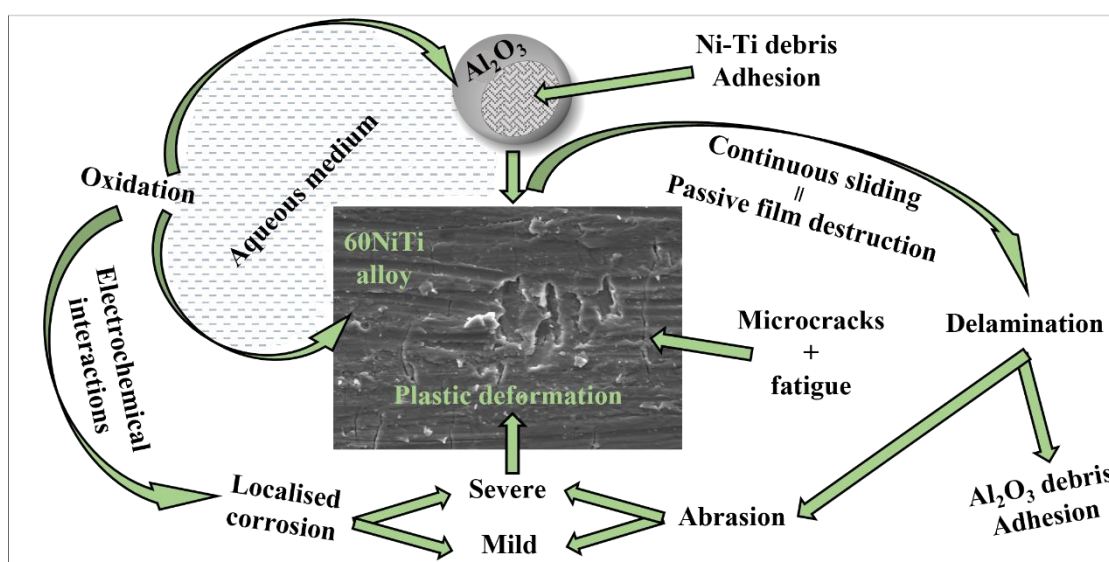 Al₂O₃
Ni-Ti debris
Adhesion
Continuous sliding
=
Passive film destruction
Oxidation
Aqueous medium
60NiTi
alloy
Electrochemical
interactions
Microcracks
+
fatigue
Delamination
Plastic deformation
Localised
corrosion
Severe
Mild
Abrasion
Al₂O₃ debris
Adhesion